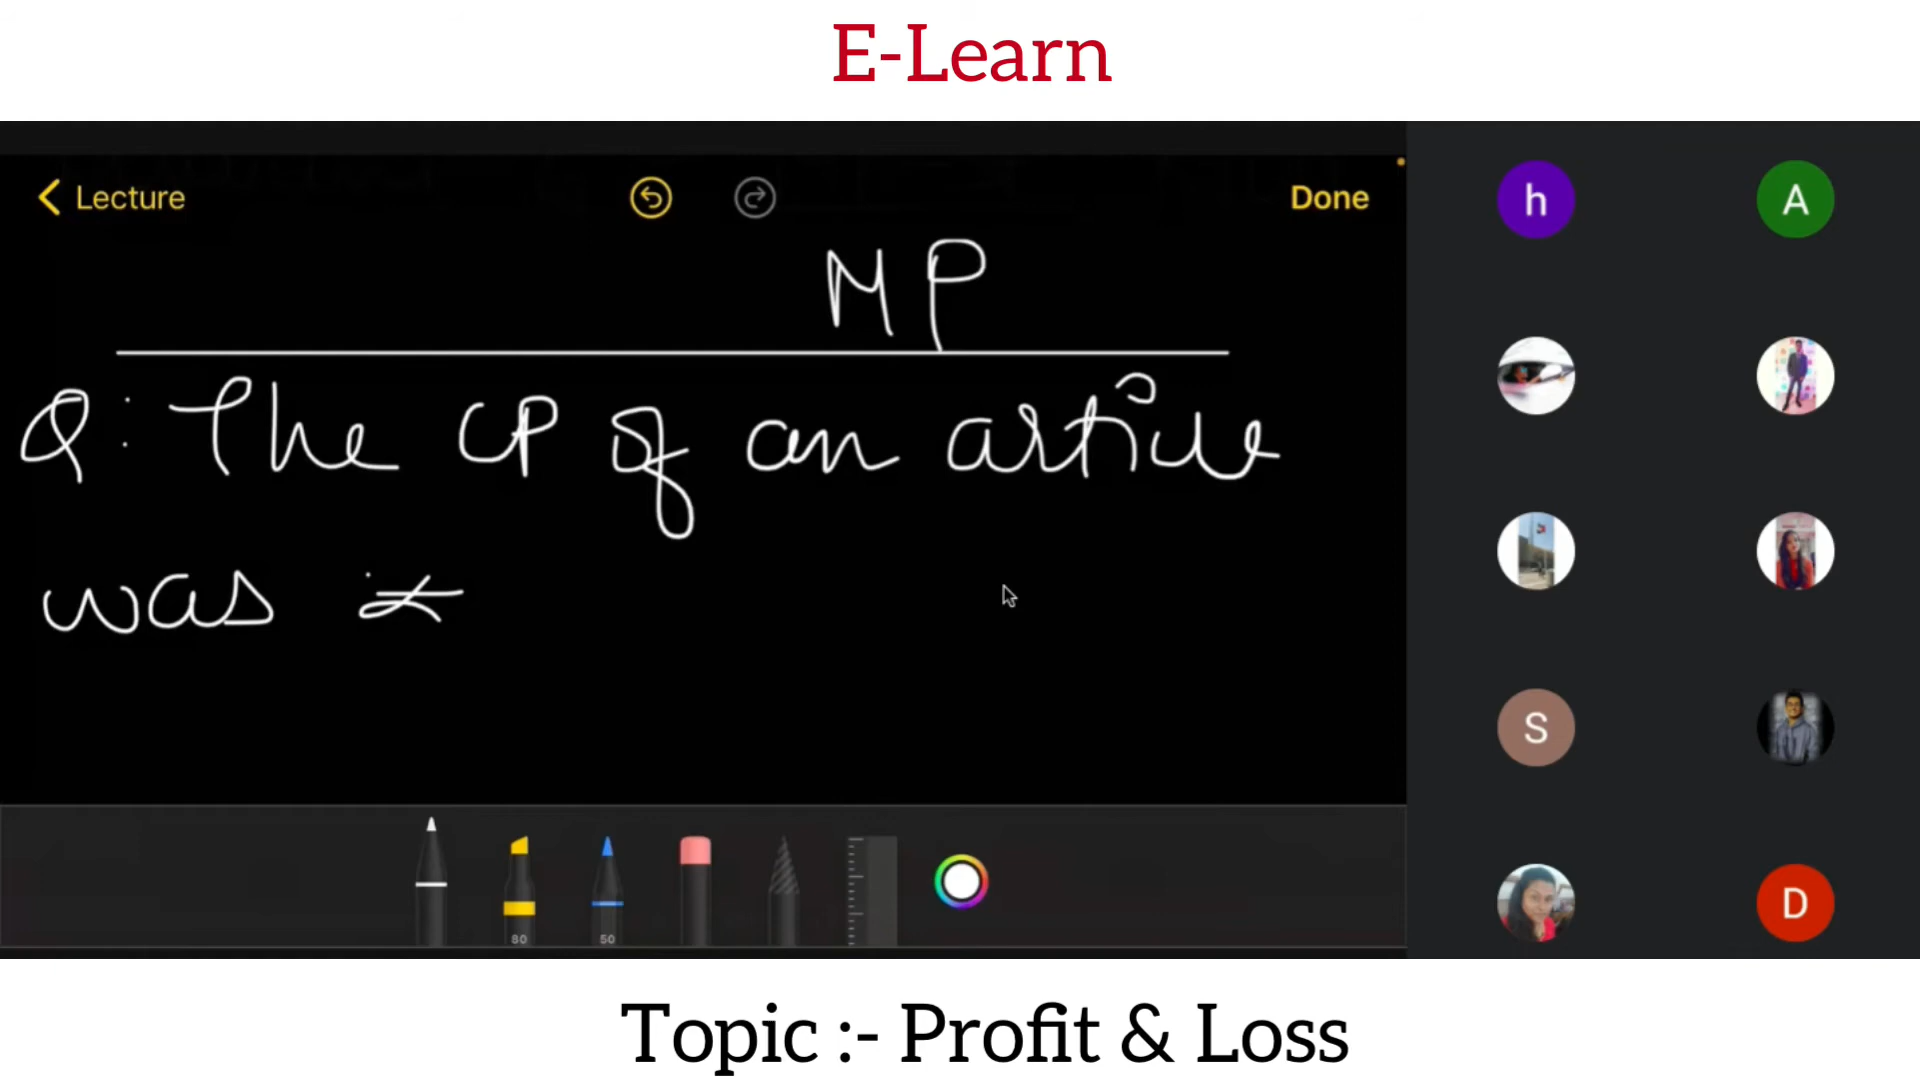 E-Learn
Lecture
Done
h
A
MP
Q: The CP of an article
was
S
D
80
50
Topic :- Profit & Loss